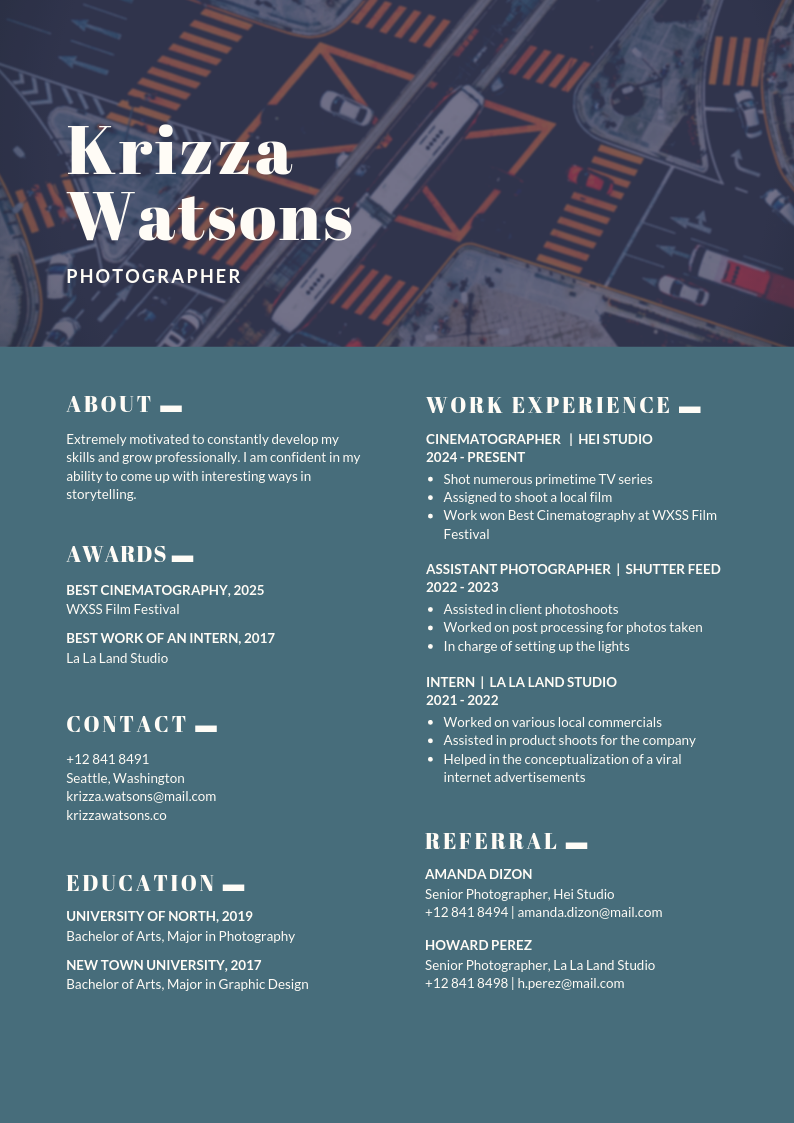 Krizza
Watsons
PHOTOGRAPHER
ABOUT
Extremely motivated to constantly develop my
skills and grow professionally. I am confident in my
ability to come up with interesting ways in
storytelling.
AWARDS
BEST CINEMATOGRAPHY, 2025
WXSS Film Festival
BEST WORK OF AN INTERN, 2017
La La Land Studio
CONTACT
+12 841 8491
Seattle, Washington
krizza.watsons@mail.com
krizzawatsons.co
EDUCATION
UNIVERSITY OF NORTH, 2019
Bachelor of Arts, Major in Photography
NEW TOWN UNIVERSITY, 2017
Bachelor of Arts, Major in Graphic Design
WORK EXPERIENCE
CINEMATOGRAPHER | HEI STUDIO
2024 - PRESENT
• Shot numerous primetime TV series
• Assigned to shoot a local film
• Work won Best Cinematography at WXSS Film
Festival
ASSISTANT PHOTOGRAPHER | SHUTTER FEED
2022 - 2023
• Assisted in client photoshoots
• Worked on post processing for photos taken
• In charge of setting up the lights
INTERN | LA LA LAND STUDIO
2021 - 2022
• Worked on various local commercials
• Assisted in product shoots for the company
• Helped in the conceptualization of a viral
internet advertisements
REFERRAL
AMANDA DIZON
Senior Photographer, Hei Studio
+12 841 8494 | amanda.dizon@mail.com
HOWARD PEREZ
Senior Photographer, La La Land Studio
+12 841 8498 | h.perez@mail.com